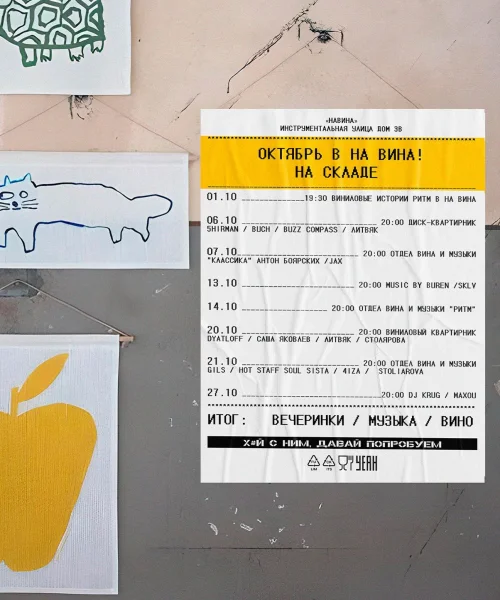 «НАВИНА»
ИНСТРУМЕНТАЛЬНАЯ УЛИЦА ДОМ 3В
ОКТЯБРЬ В НА ВИНА!
НА СКЛАДЕ
01.10 19:30 ВИНИЛОВЫЕ ИСТОРИИ РИТМ В НА ВИНА
06.10 20:00 ДИСК-КВАРТИРНИК
SHIRMAN / BUCH / BUZZ COMPASS / ЛИТВЯК
07.10 20:00 ОТДЕЛ ВИНА И МУЗЫКИ
"КЛАССИКА" АНТОН БОЯРСКИХ /JAX
13.10 20:00 MUSIC BY BUREN /SKLV
14.10 20:00 ОТДЕЛ ВИНА И МУЗЫКИ "РИТМ"
20.10 20:00 ВИНИЛОВЫЙ КВАРТИРНИК
DYATLOFF / САША ЯКОВЛЕВ / ЛИТВЯК / СТОЛЯРОВА
21.10 20:00 ОТДЕЛ ВИНА И МУЗЫКИ
GILS / HOT STAFF SOUL SISTA / 4IZA / STOLIAROVA
27.10 20:00 DJ KRUG / MAXOU
ИТОГ: ВЕЧЕРИНКИ / МУЗЫКА / ВИНО
Х#Й С НИМ, ДАВАЙ ПОПРОБУЕМ
YEAH